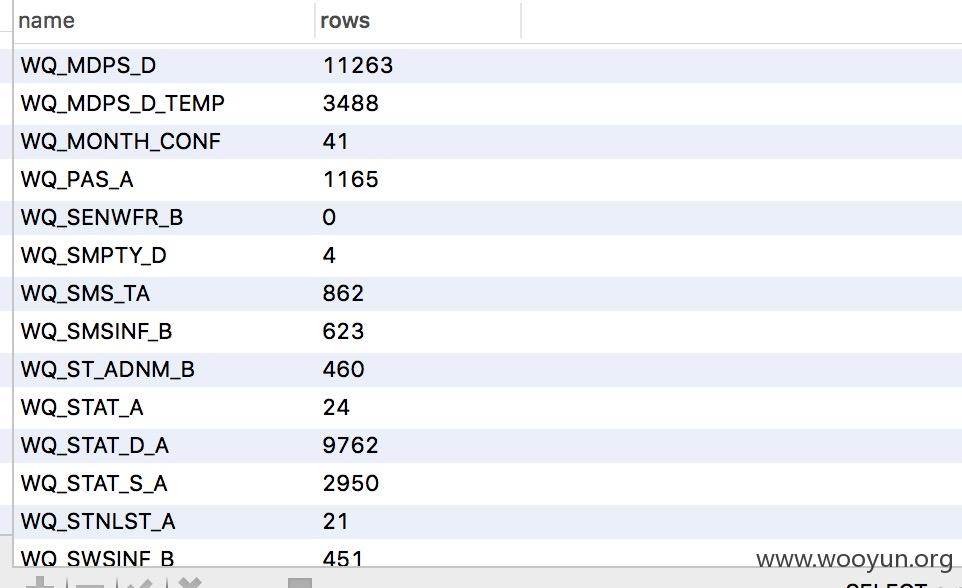 name rows
WQ_MDPS_D 11263
WQ_MDPS_D_TEMP 3488
WQ_MONTH_CONF 41
WQ_PAS_A 1165
WQ_SENWFR_B 0
WQ_SMPTY_D 4
WQ_SMS_TA 862
WQ_SMSINF_B 623
WQ_ST_ADNM_B 460
WQ_STAT_A 24
WQ_STAT_D_A 9762
WQ_STAT_S_A 2950
WQ_STNLST_A 21
WQ_SWSINF_B 451
www.wooyun.org
SELECT